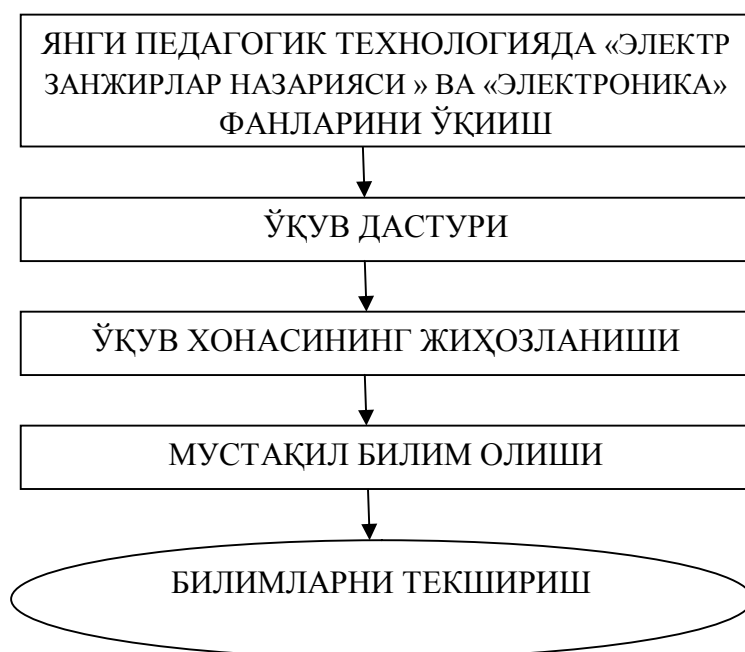 ЯНГИ ПЕДАГОГИК ТЕХНОЛОГИЯДА «ЭЛЕКТР
ЗАНЖИРЛАР НАЗАРИЯСИ » ВА «ЭЛЕКТРОНИКА»
ФАНЛАРИНИ ЎҚИИШ
ЎҚУВ ДАСТУРИ
ЎҚУВ ХОНАСИНИНГ ЖИҲОЗЛАНИШИ
МУСТАҚИЛ БИЛИМ ОЛИШИ
БИЛИМЛАРНИ ТЕКШИРИШ